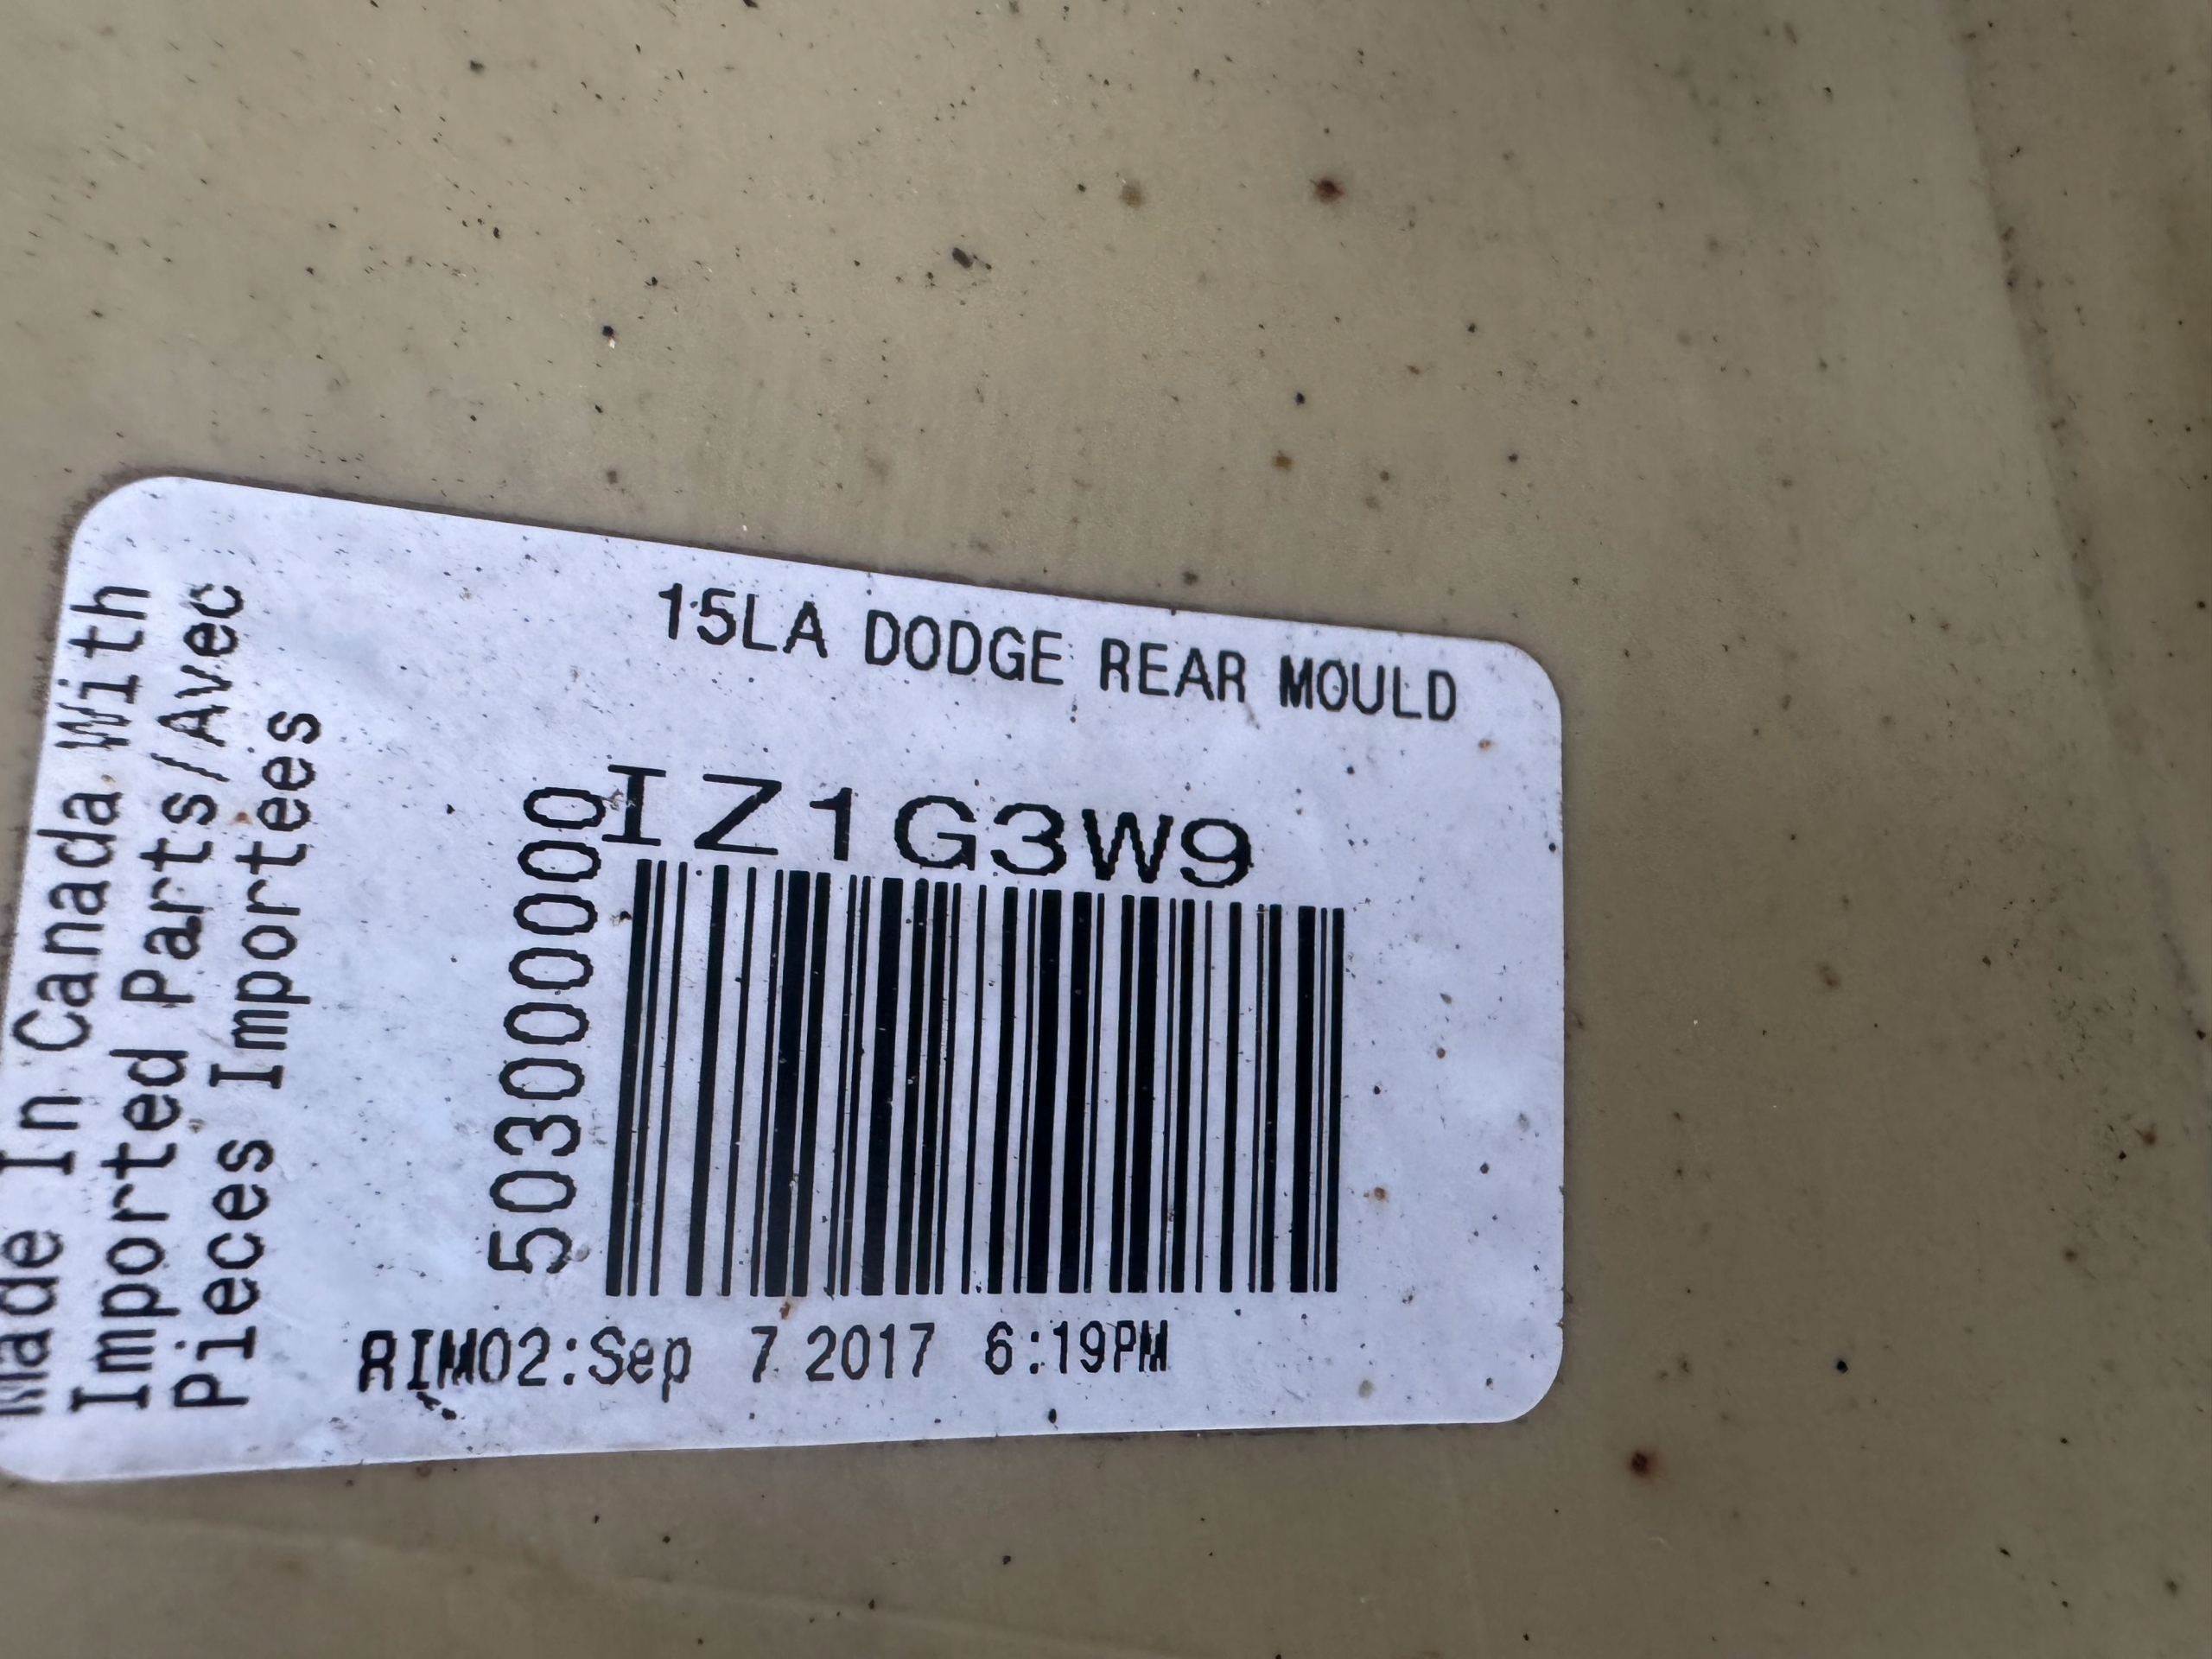 15LA DODGE REAR MOULD
IZ1G3W9
503000000
RIM02:Sep 7 2017 6:19PM
Made In Canada With
Imported Parts/Avec
Pieces Importees